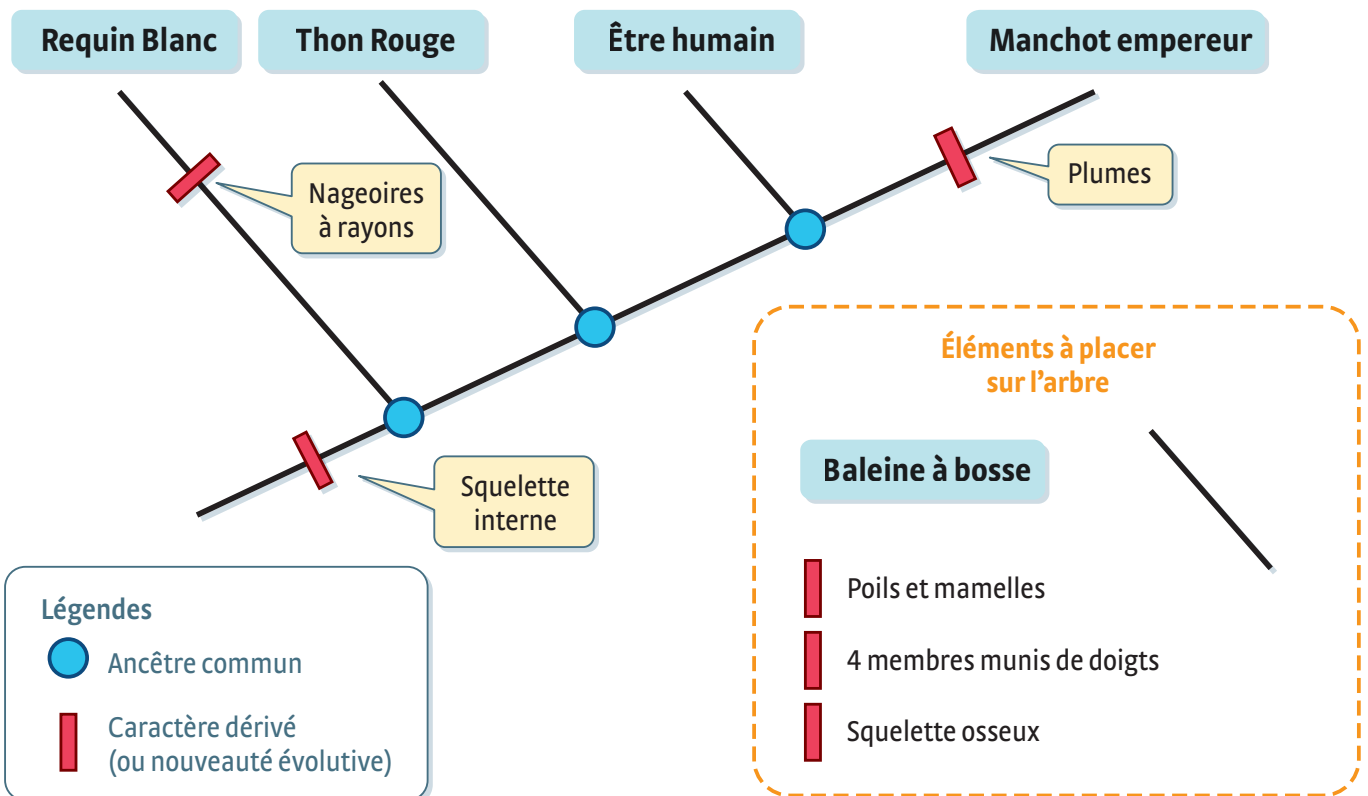 Requin Blanc
Thon Rouge
Être humain
Manchot empereur
Nageoires
à rayons
Plumes
Squelette
interne
Légendes
Ancêtre commun
Caractère dérivé
(ou nouveauté évolutive)
Éléments à placer
sur l’arbre
Baleine à bosse
Poils et mamelles
4 membres munis de doigts
Squelette osseux